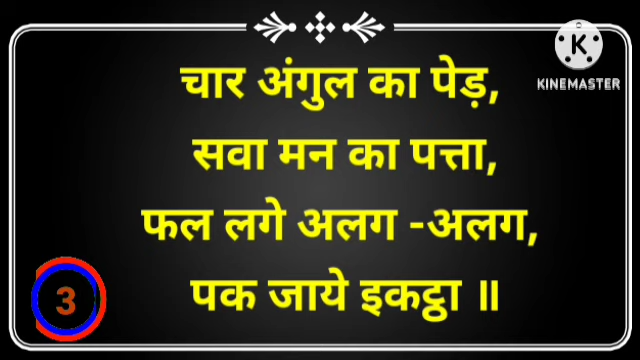 चार अंगुल का पेड़,
सवा मन का पत्ता,
फल लगे अलग -अलग,
पक जाये इकट्ठा ॥
3
K
KINEMASTER